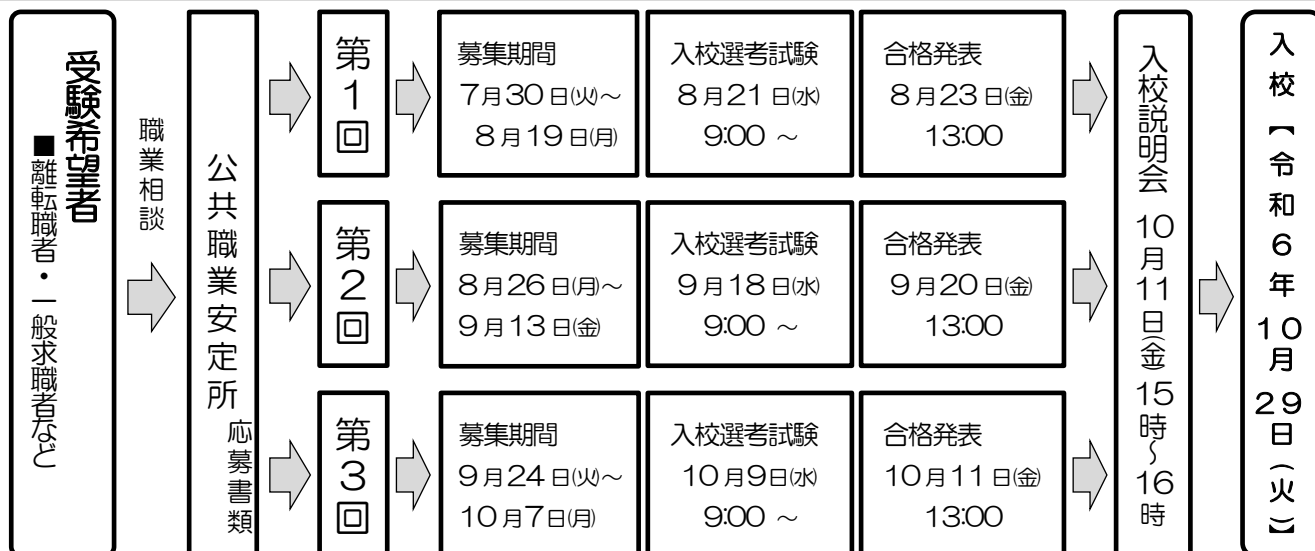 受験希望者
■離転職者・一般求職者など
職業相談
公共職業安定所
応募書類
第1回
募集期間
7月30日(火)～
8月19日(月)
入校選考試験
8月21日(水)
9:00 ～
合格発表
8月23日(金)
13:00
第2回
募集期間
8月26日(月)～
9月13日(金)
入校選考試験
9月18日(水)
9:00 ～
合格発表
9月20日(金)
13:00
第3回
募集期間
9月24日(火)～
10月7日(月)
入校選考試験
10月9日(水)
9:00 ～
合格発表
10月11日(金)
13:00
入校説明会 10月11日(金)15時～16時
入校【令和6年10月29日(火)】